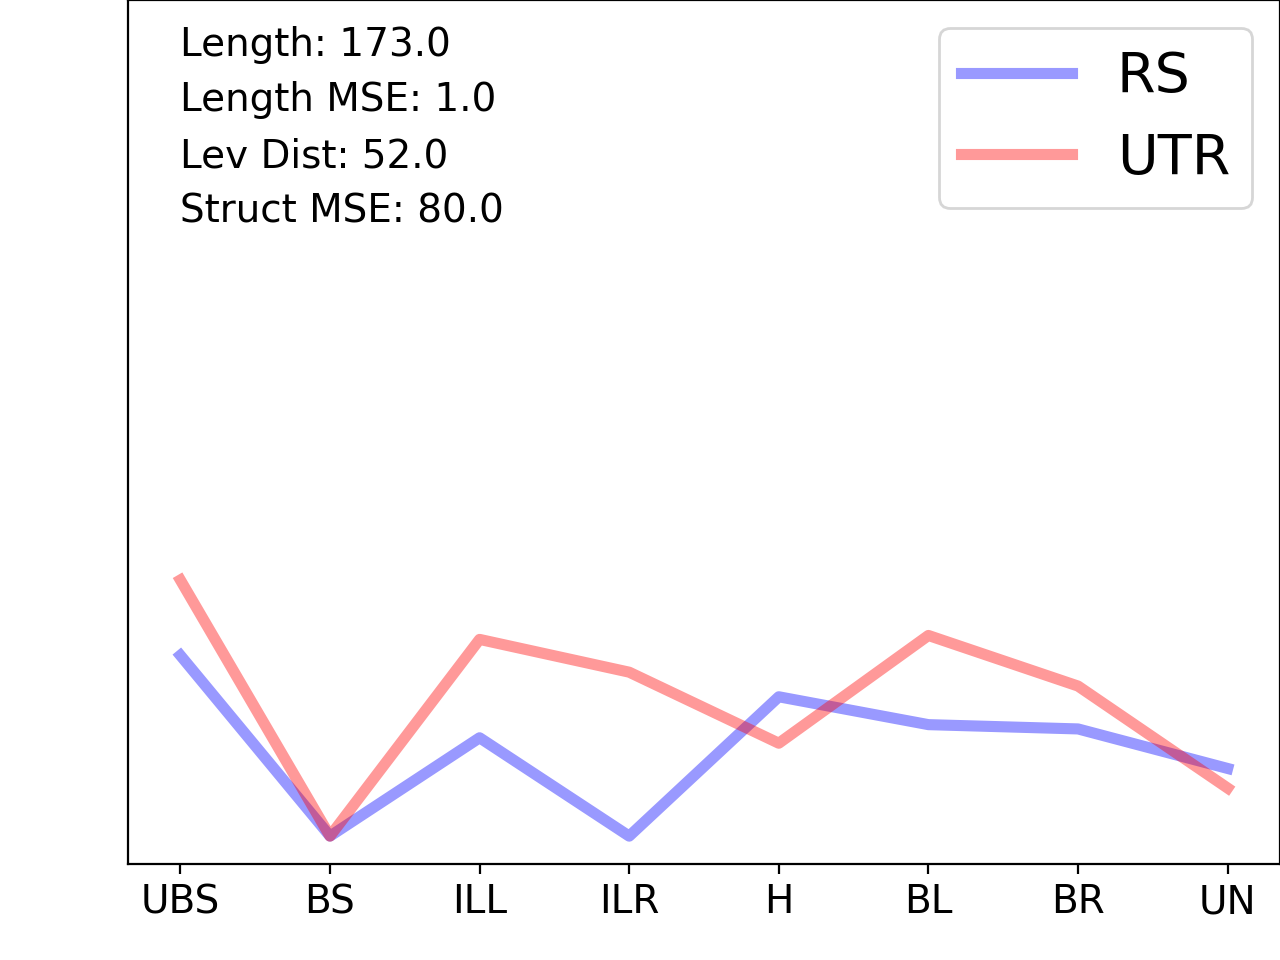 Length: 173.0
Length MSE: 1.0
Lev Dist: 52.0
Struct MSE: 80.0
RS
UTR
UBS BS ILL ILR H BL BR UN